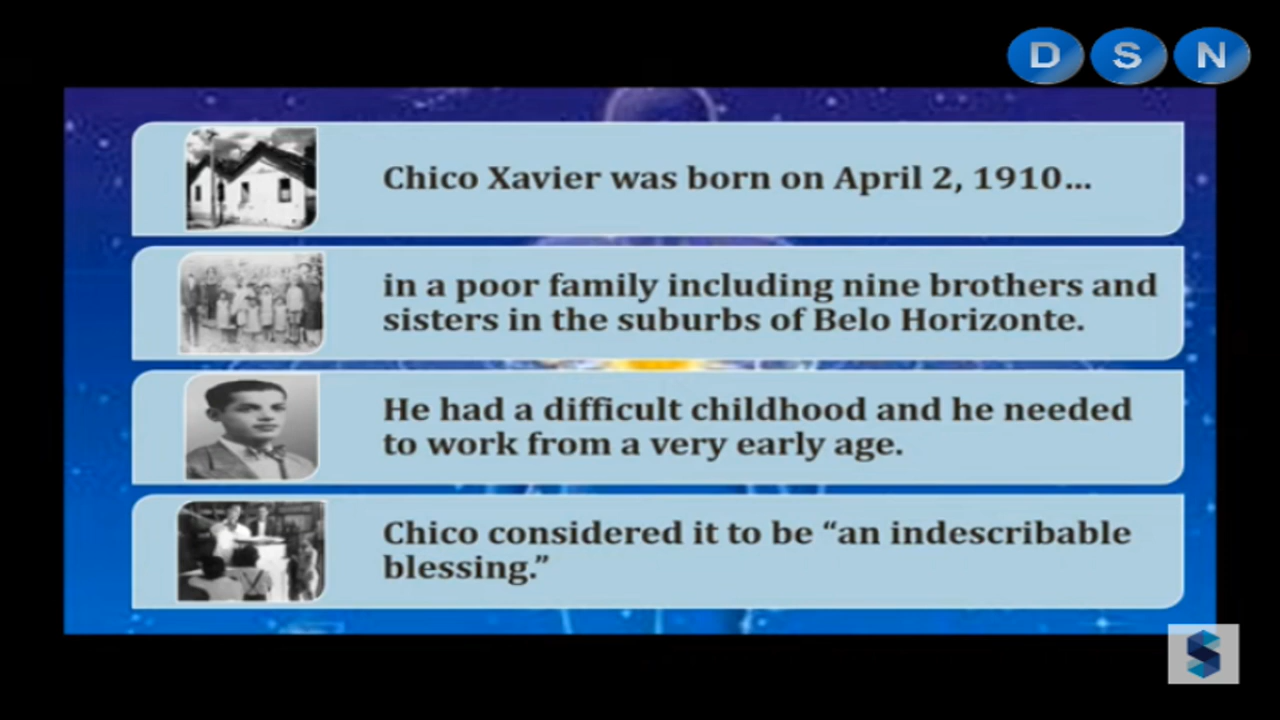 D S N
Chico Xavier was born on April 2, 1910...
in a poor family including nine brothers and
sisters in the suburbs of Belo Horizonte.
He had a difficult childhood and he needed
to work from a very early age.
Chico considered it to be “an indescribable
blessing.”
S